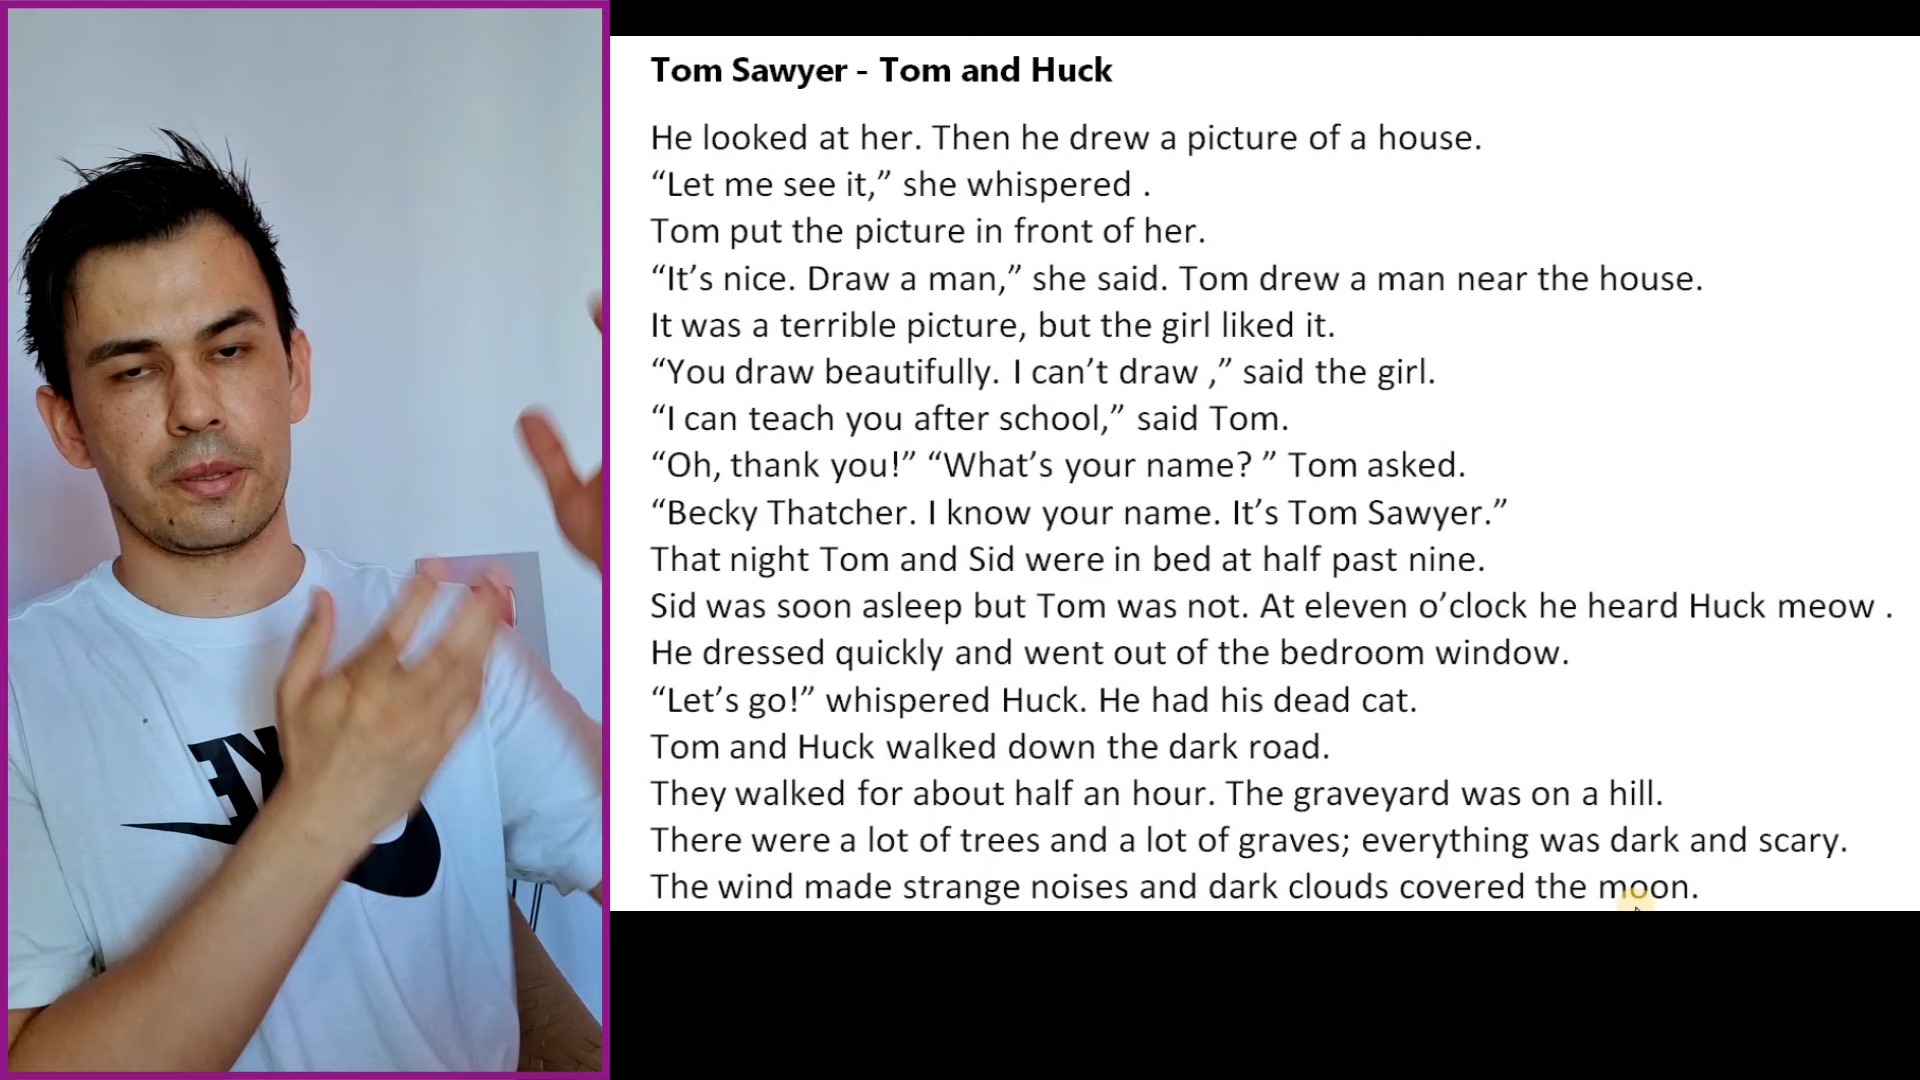 Tom Sawyer - Tom and Huck
He looked at her. Then he drew a picture of a house.
“Let me see it,” she whispered .
Tom put the picture in front of her.
“It’s nice. Draw a man,” she said. Tom drew a man near the house.
It was a terrible picture, but the girl liked it.
“You draw beautifully. I can’t draw ,” said the girl.
“I can teach you after school,” said Tom.
“Oh, thank you!” “What’s your name? ” Tom asked.
“Becky Thatcher. I know your name. It’s Tom Sawyer.”
That night Tom and Sid were in bed at half past nine.
Sid was soon asleep but Tom was not. At eleven o’clock he heard Huck meow .
He dressed quickly and went out of the bedroom window.
“Let’s go!” whispered Huck. He had his dead cat.
Tom and Huck walked down the dark road.
They walked for about half an hour. The graveyard was on a hill.
There were a lot of trees and a lot of graves; everything was dark and scary.
The wind made strange noises and dark clouds covered the moon.